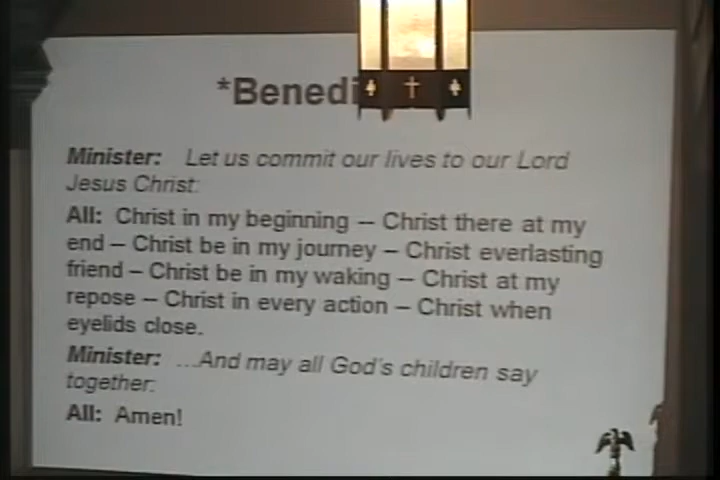 *Benedi
Minister: Let us commit our lives to our Lord
Jesus Christ:
All: Christ in my beginning – Christ there at my
end – Christ be in my journey – Christ everlasting
friend – Christ be in my waking – Christ at my
repose – Christ in every action – Christ when
eyelids close.
Minister: ...And may all God's children say
together:
All: Amen!